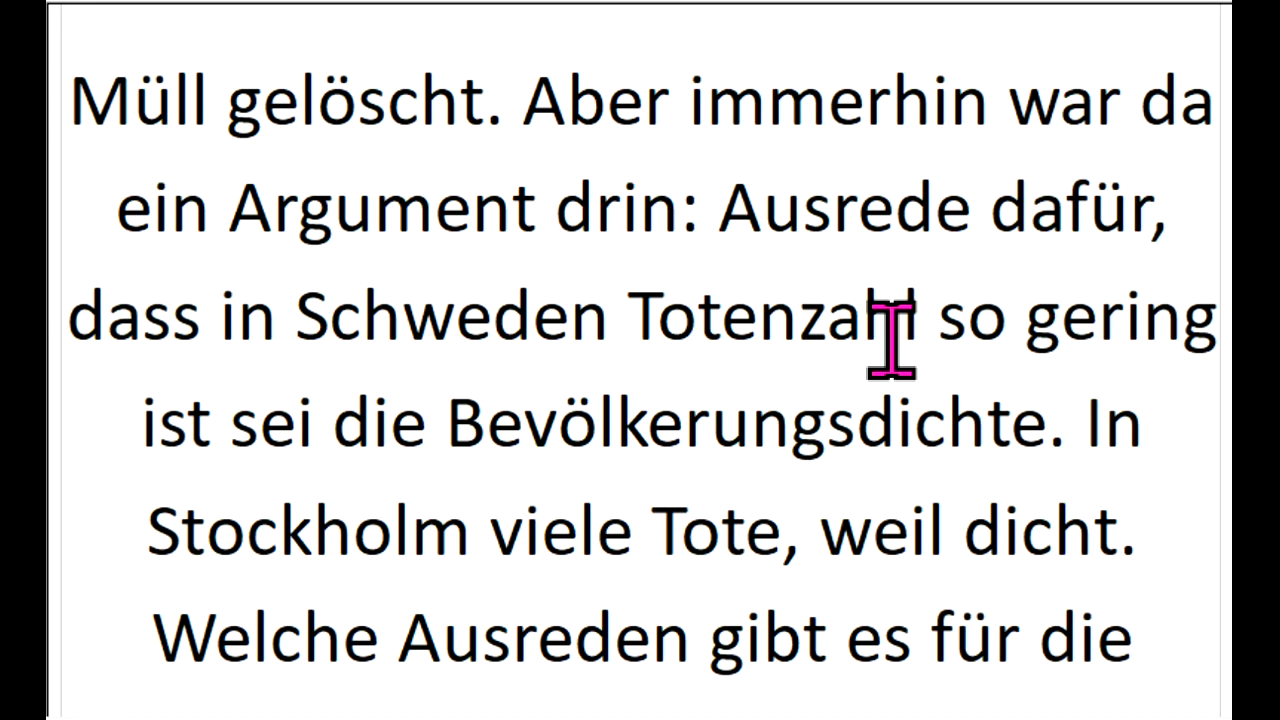 Müll gelöscht. Aber immerhin war da
ein Argument drin: Ausrede dafür,
dass in Schweden Totenzahl so gering
ist sei die Bevölkerungsdichte. In
Stockholm viele Tote, weil dicht.
Welche Ausreden gibt es für die